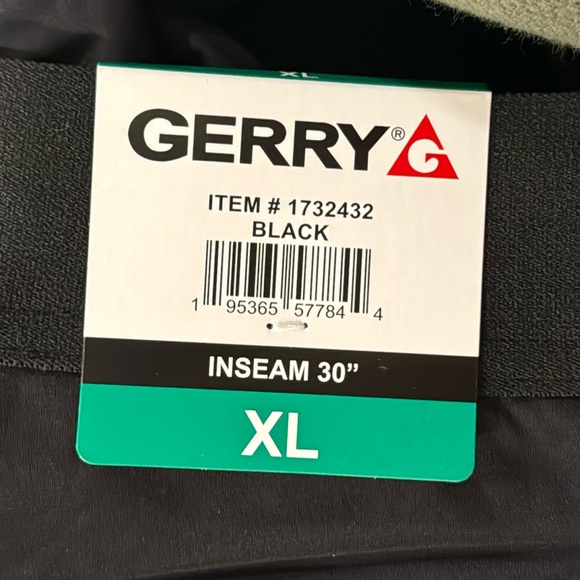 XL
GERRY®
ITEM # 1732432
BLACK
1 95365 57784 4
INSEAM 30”
XL